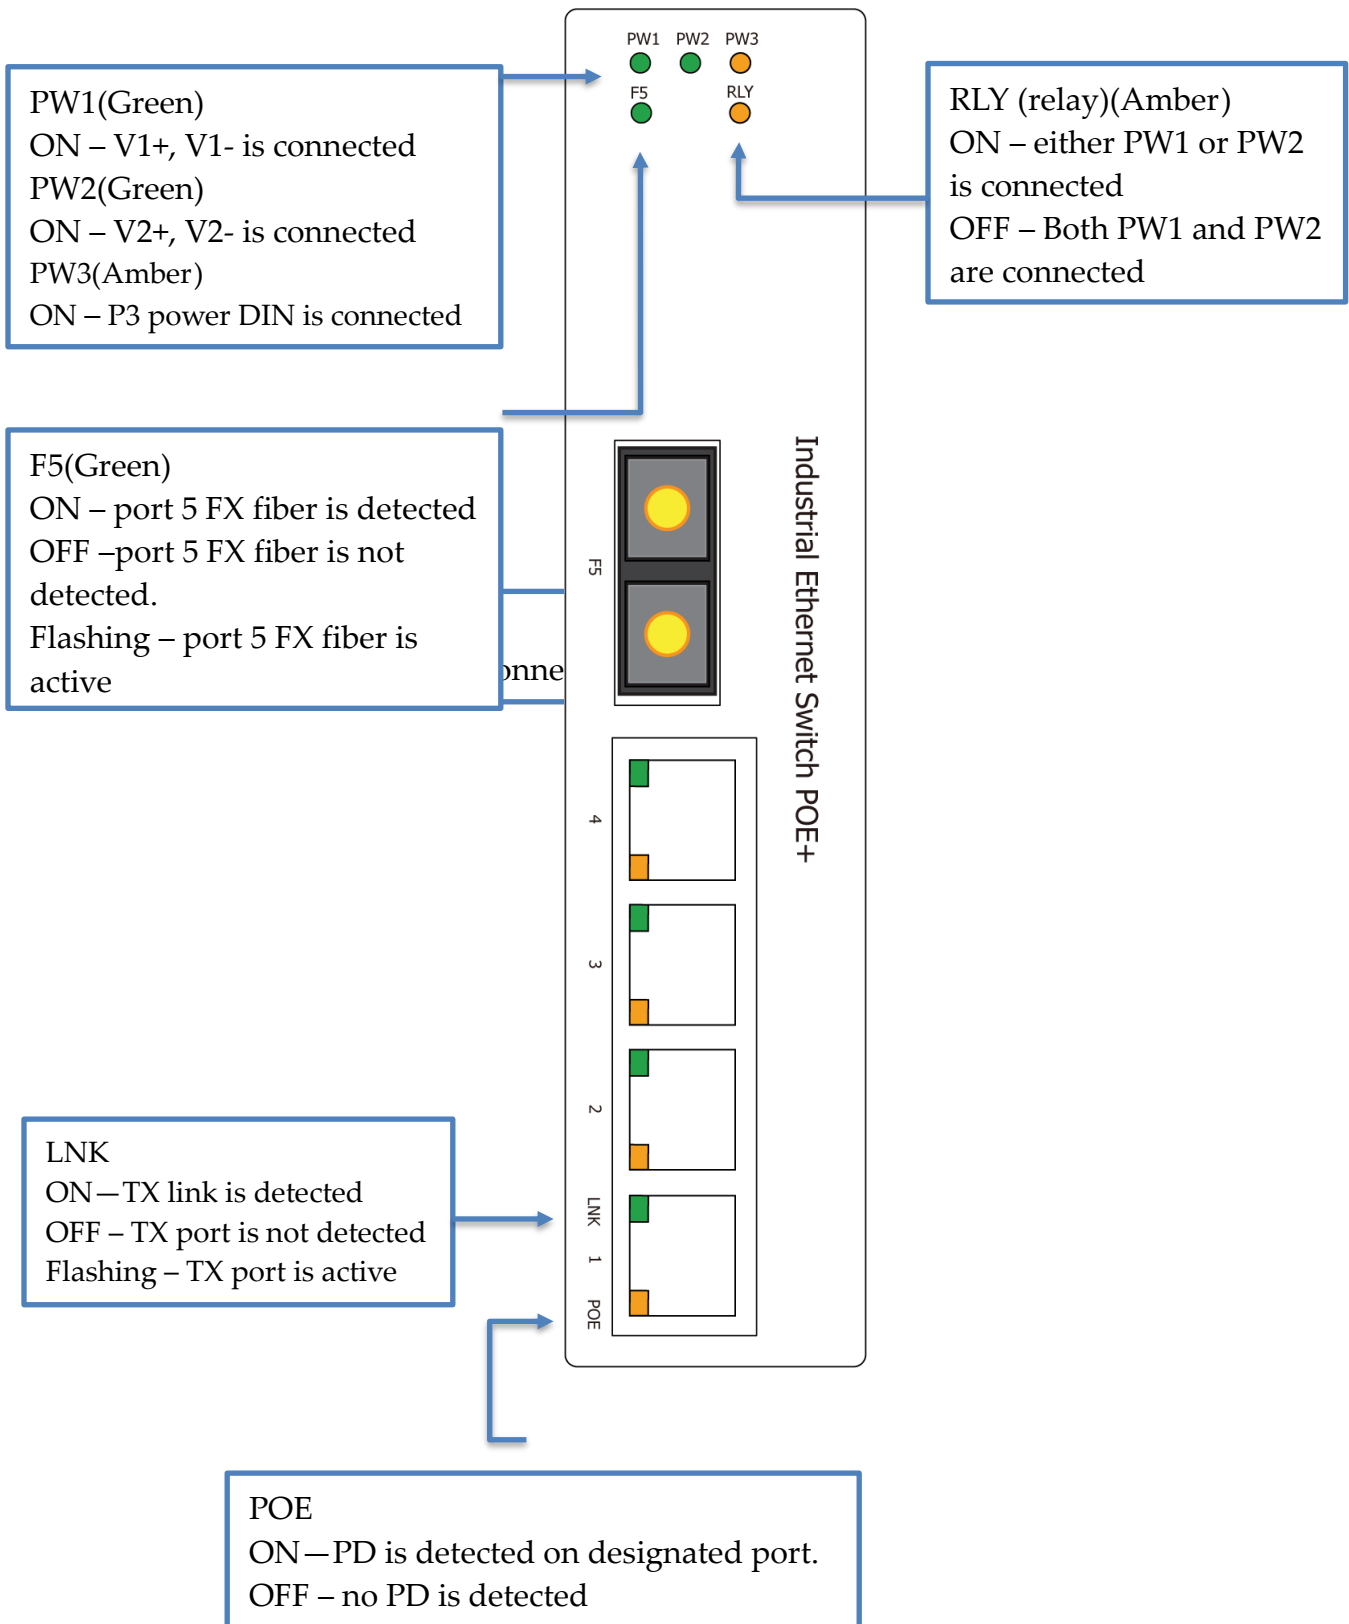 PW1 PW2 PW3
F5 RLY
PW1(Green)
ON – V1+, V1- is connected
PW2(Green)
ON – V2+, V2- is connected
PW3(Amber)
ON – P3 power DIN is connected
RLY (relay)(Amber)
ON – either PW1 or PW2
is connected
OFF – Both PW1 and PW2
are connected
F5(Green)
ON – port 5 FX fiber is detected
OFF –port 5 FX fiber is not
detected.
Flashing – port 5 FX fiber is
active
F5
Industrial Ethernet Switch POE+
4
3
2
LNK
1
POE
LNK
ON—TX link is detected
OFF – TX port is not detected
Flashing – TX port is active
POE
ON—PD is detected on designated port.
OFF – no PD is detected